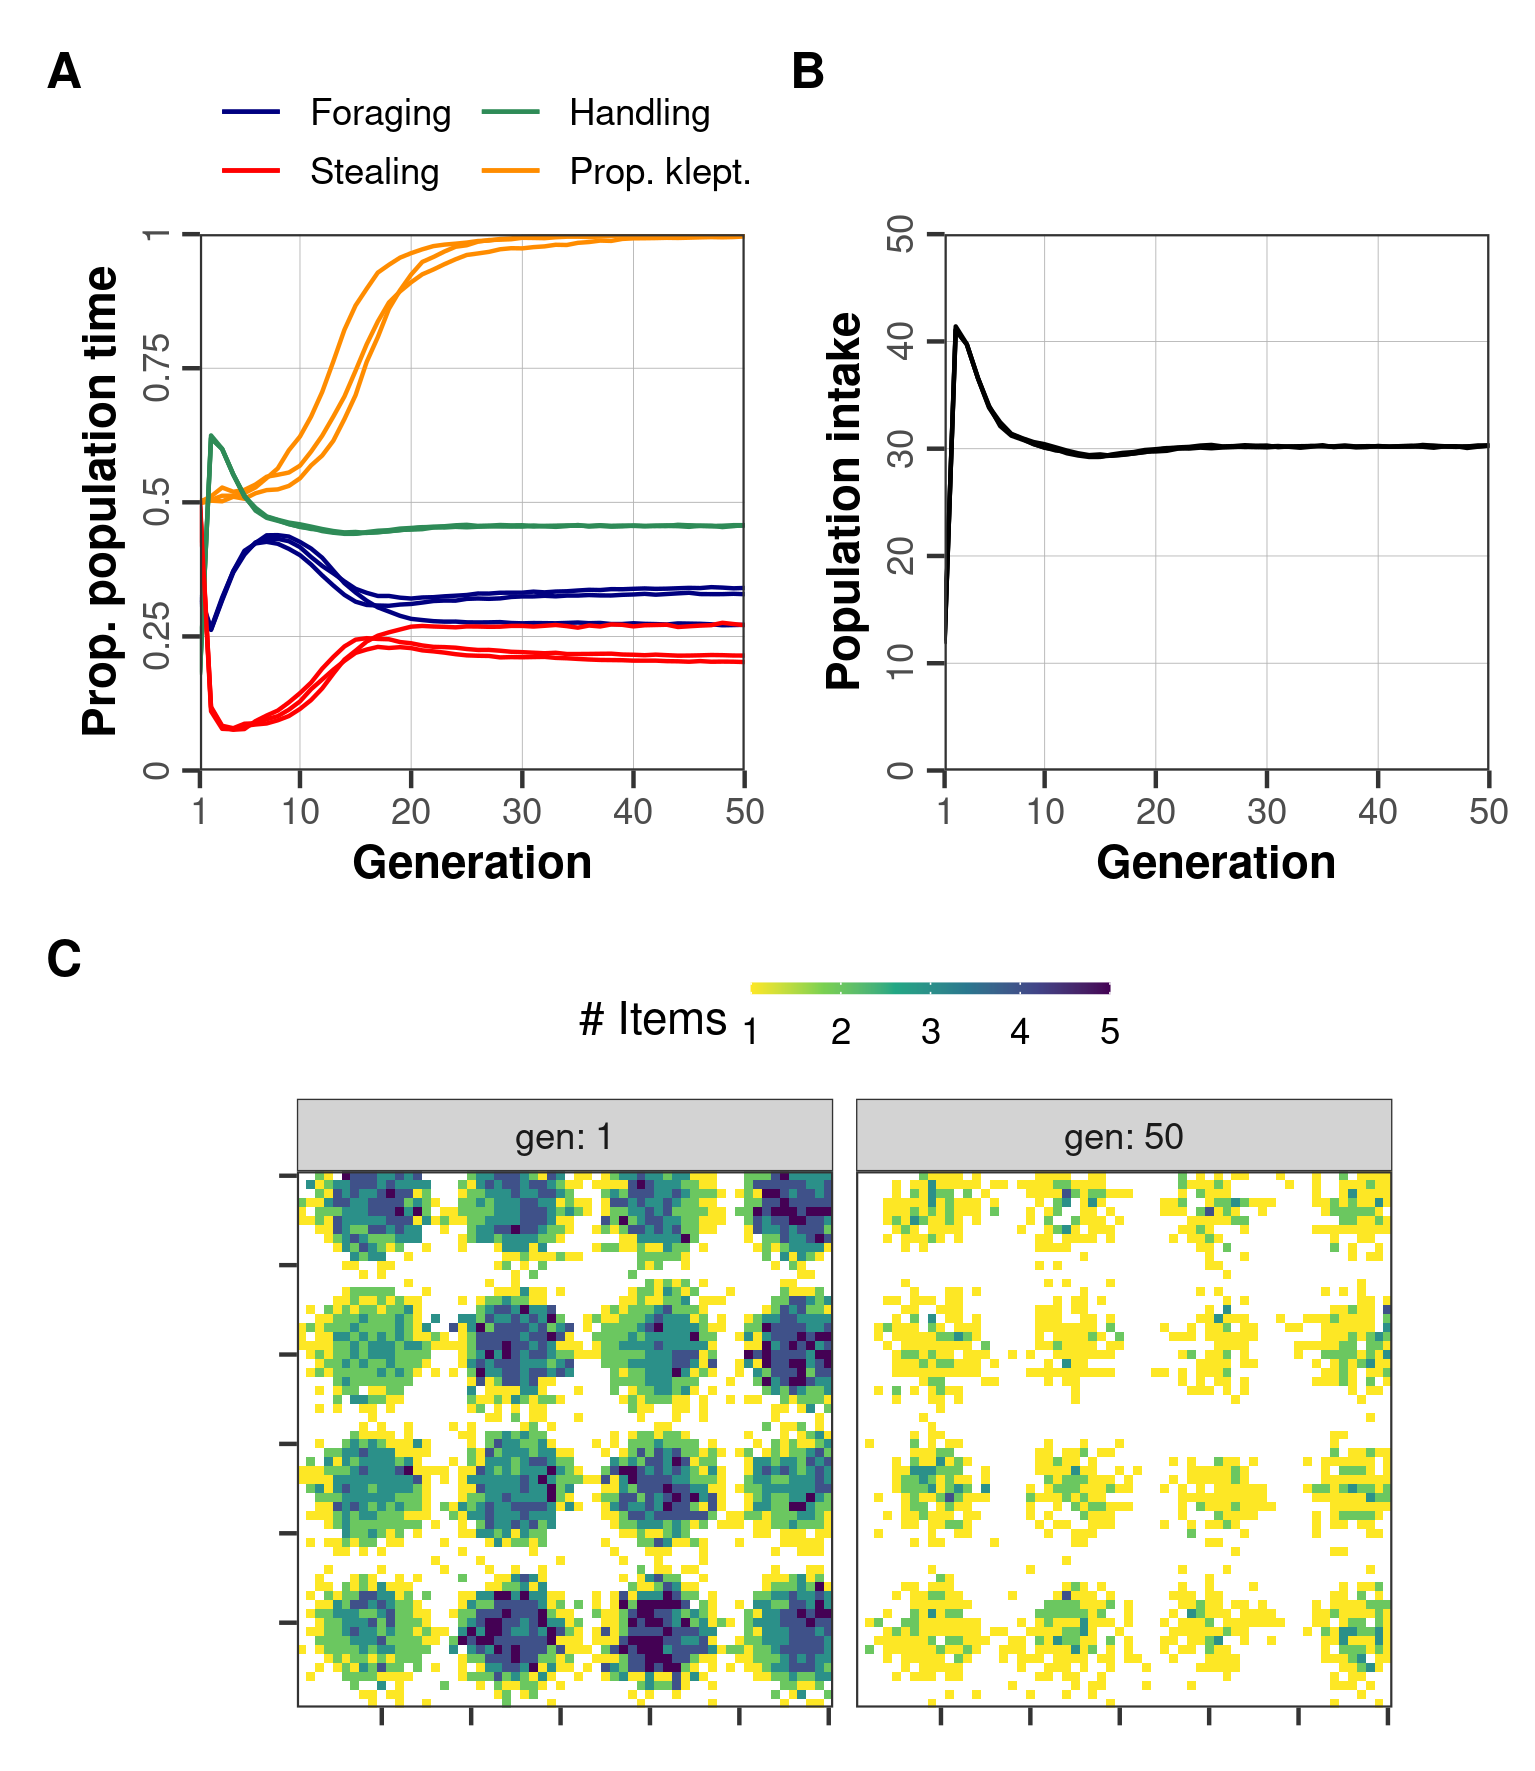 A
Foraging
Handling
Stealing
Prop. klept.
Prop. population time
0
0.25
0.5
0.75
1
1 10 20 30 40 50
Generation
B
Population intake
0
10
20
30
40
50
1 10 20 30 40 50
Generation
C
# Items
1 2 3 4 5
gen: 1
gen: 50